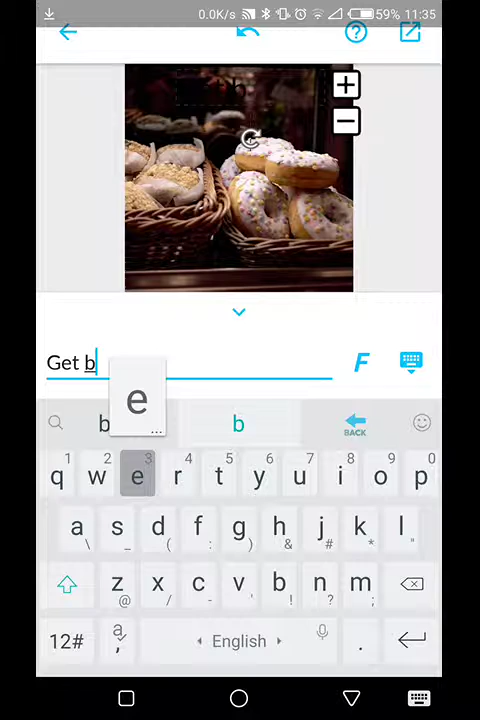 0.0K/s 59% 11:35
b
Get b
e
...
b b BACK
1 2 3 4 5 6 7 8 9 0
q w e r t y u i o p
a s d f g h j k l
\ _ ( : ) & # * "
z x c v b n m
@ / - ' ! ? ;
12# a , English .